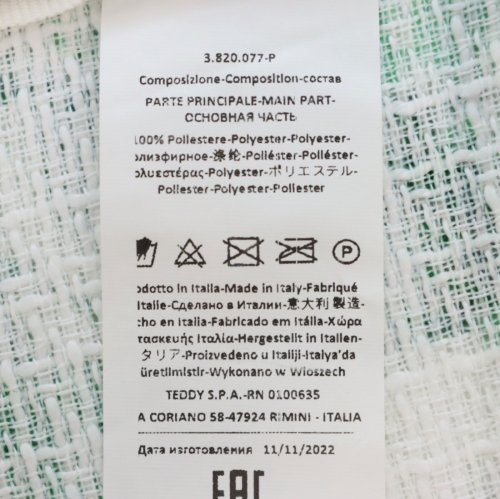 3.820.077-P
Composizione-Composition-состав
PARTE PRINCIPALE-MAIN PART-
ОСНОВНАЯ ЧАСТЬ
100% Poliestere-Polyester-Polyester-
олиэфирное-涤纶-Poliéster-Poliéster-
ολυεστέρας-Polyester-ポリエステル-
Poliester-Polyester-Poliester
P
odotto in Italia-Made in Italy-Fabriqué
Italie-Сделано в Италии-意大利製造-
cho en Italia-Fabricado em Itália-Χώρα
τασκευής Ιταλία-Hergestellt in Italien-
タリア-Proizvedeno u Italiji-Italya'da
üretilmistir-Wykonano w Wloszech
TEDDY S.P.A.-RN 0100635
A CORIANO 58-47924 RIMINI - ITALIA
Дата изготовления 11/11/2022
EAC